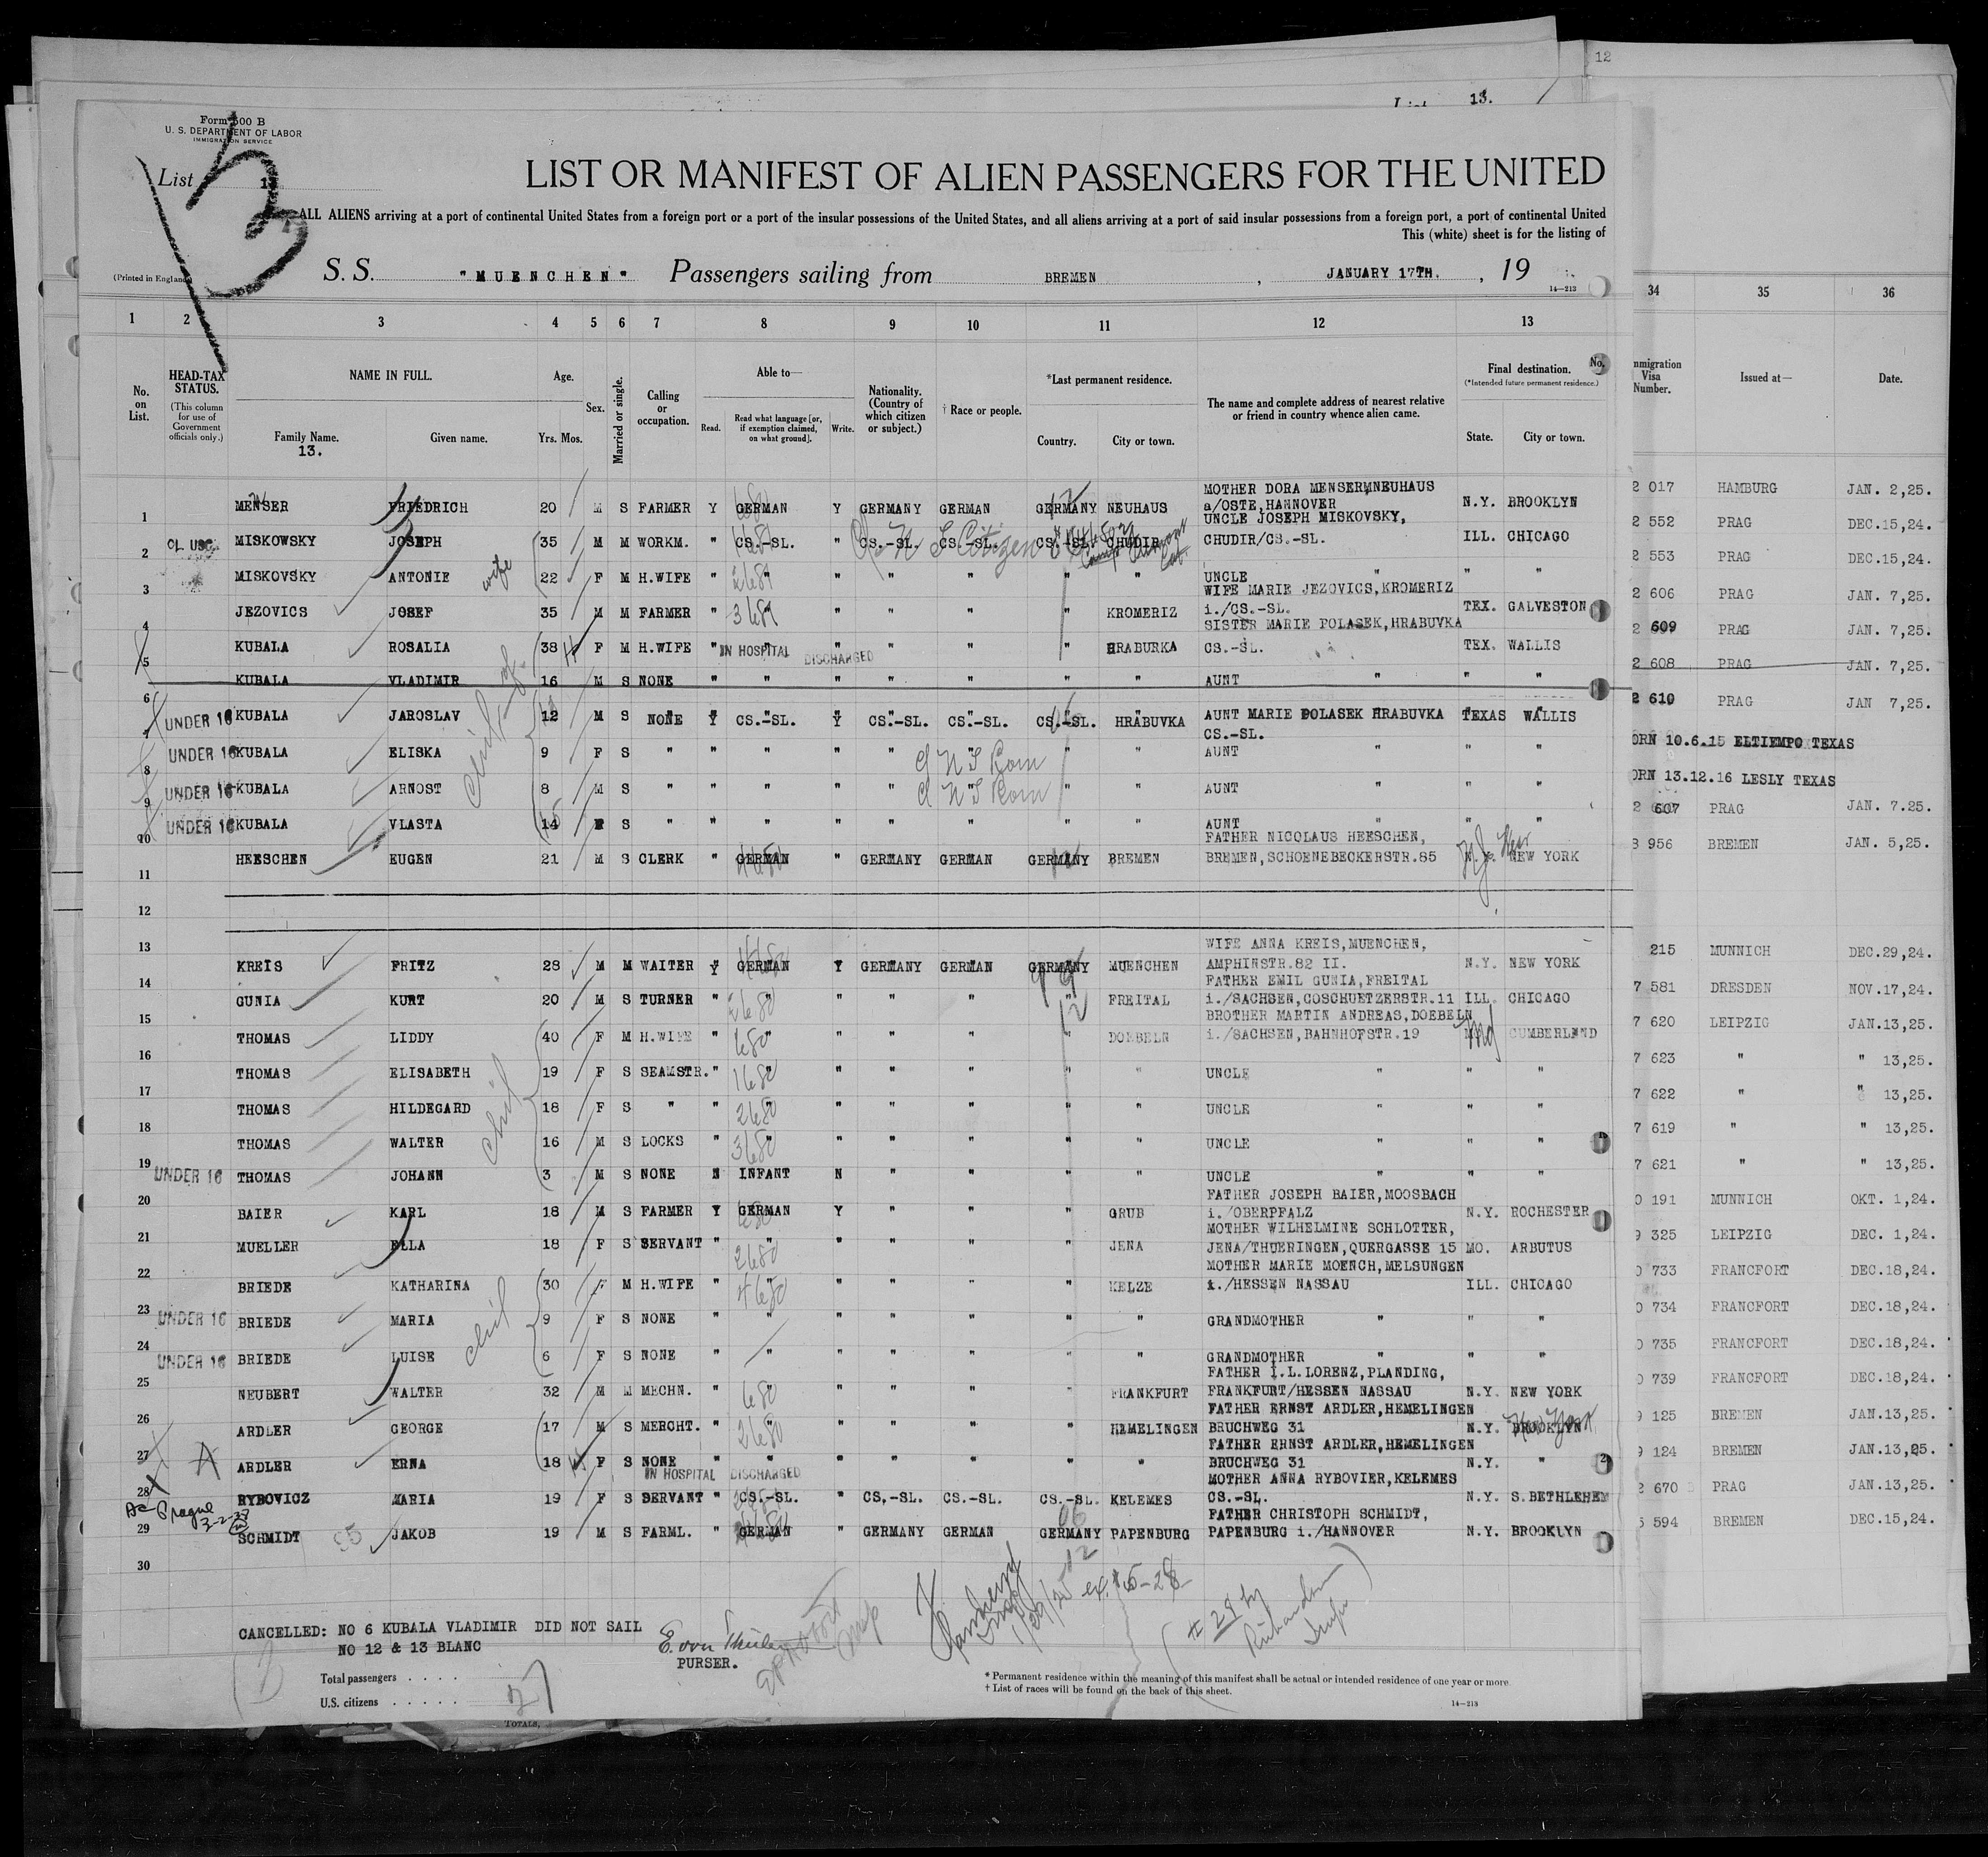 12
13.
Form 500 B
U. S. DEPARTMENT OF LABOR
IMMIGRATION SERVICE
List
13
LIST OR MANIFEST OF ALIEN PASSENGERS FOR THE UNITED
ALL ALIENS arriving at a port of continental United States from a foreign port or a port of the insular possessions of the United States, and all aliens arriving at a port of said insular possessions from a foreign port, a port of continental United
This (white) sheet is for the listing of
(Printed in England)
S. S. "MUENCHEN" Passengers sailing from BREMEN, JANUARY 17TH., 19
14—213
1 2 3 4 5 6 7 8 9 10 11 12 13 34 35 36
No. on List.
HEAD-TAX STATUS.
(This column for use of Government officials only.)
NAME IN FULL.
Family Name.
13.
Given name.
Age.
Yrs. Mos.
Sex.
Married or single.
Calling or occupation.
Able to—
Read.
Read what language [or, if exemption claimed, on what ground].
Write.
Nationality. (Country of which citizen or subject.)
† Race or people.
*Last permanent residence.
Country.
City or town.
The name and complete address of nearest relative or friend in country whence alien came.
Final destination.
(*Intended future permanent residence.)
State.
City or town.
No.
mmigration Visa Number.
Issued at—
Date.
1 MENSER FRIEDRICH 20 M S FARMER Y GERMAN Y GERMANY GERMAN GERMANY NEUHAUS MOTHER DORA MENSERMNEUHAUS a/OSTE,HANNOVER N.Y. BROOKLYN 2 017 HAMBURG JAN. 2,25.
2 CL USC MISKOWSKY JOSEPH 35 M M WORKM. " CS.-SL. " CS.-SL. CS.-SL. CS.-SL. CHUDIR UNCLE JOSEPH MISKOVSKY, CHUDIR/CS.-SL. ILL. CHICAGO 2 552 PRAG DEC.15,24.
3 MISKOVSKY ANTONIE wife 22 F M H.WIFE " " " " " " " UNCLE " " " 2 553 PRAG DEC.15,24.
4 JEZOVICS JOSEF 35 M M FARMER " " " " " " KROMERIZ WIFE MARIE JEZOVICS,KROMERIZ i./CS.-SL. TEX. GALVESTON 2 606 PRAG JAN. 7,25.
5 KUBALA ROSALIA 38 F M H.WIFE " IN HOSPITAL DISCHARGED " " " " HRABURKA SISTER MARIE POLASEK,HRABUVKA CS.-SL. TEX. WALLIS 2 609 PRAG JAN. 7,25.
6 KUBALA VLADIMIR 16 M S NONE " " " " " " " AUNT " " " 2 608 PRAG JAN. 7,25.
7 UNDER 16 KUBALA JAROSLAV 12 M S NONE Y CS.-SL. Y CS.-SL. CS.-SL. CS.-SL. HRABUVKA AUNT MARIE POLASEK HRABUVKA CS.-SL. TEXAS WALLIS 2 610 PRAG JAN 7,25.
8 UNDER 16 KUBALA ELISKA 9 F S " " " " " " " " AUNT " " " ORN 10.6.15 ELTIEMPO TEXAS
9 UNDER 16 KUBALA ARNOST 8 M S " " " " " " " " AUNT " " " ORN 13.12.16 LESLY TEXAS
10 UNDER 16 KUBALA VLASTA 14 F S " " " " " " " " AUNT " " " 2 607 PRAG JAN. 7.25.
11 HEESCHEN EUGEN 21 M S CLERK " GERMAN " GERMANY GERMAN GERMANY BREMEN FATHER NICOLAUS HEESCHEN, BREMEN,SCHOENEBECKERSTR.85 NEW YORK 8 956 BREMEN JAN. 5,25.
12
13
14 KREIS FRITZ 28 M M WAITER Y GERMAN Y GERMANY GERMAN GERMANY MUENCHEN WIFE ANNA KREIS,MUENCHEN, AMPHINSTR.82 II. N.Y. NEW YORK 215 MUNNICH DEC.29,24.
15 GUNIA KURT 20 M S TURNER " " " " " " FREITAL FATHER EMIL GUNIA,FREITAL i./SACHSEN,COSCHUETZERSTR.11 ILL. CHICAGO 7 581 DRESDEN NOV.17,24.
16 THOMAS LIDDY 40 F M H.WIFE " " " " " " DOEBELN BROTHER MARTIN ANDREAS,DOEBELN i./SACHSEN,BAHNHOFSTR.19 Md CUMBERLAND 7 620 LEIPZIG JAN.13,25.
17 THOMAS ELISABETH 19 F S SEAMSTR. " " " " " " " UNCLE " " " 7 623 " " 13,25.
18 THOMAS HILDEGARD 18 F S " " " " " " " " UNCLE " " " 7 622 " " 13,25.
19 THOMAS WALTER 16 M S LOCKS " " " " " " " UNCLE " " " 7 619 " " 13,25.
20 UNDER 16 THOMAS JOHANN 3 M S NONE N INFANT N " " " " UNCLE " " " 7 621 " " 13,25.
21 BAIER KARL 18 M S FARMER Y GERMAN Y " " " GRUB FATHER JOSEPH BAIER,MOOSBACH i./OBERPFALZ N.Y. ROCHESTER 0 191 MUNNICH OKT. 1,24.
22 MUELLER ELLA 18 F S SERVANT " " " " " " JENA MOTHER WILHELMINE SCHLOTTER, JENA/THUERINGEN,QUERGASSE 15 MO. ARBUTUS 9 325 LEIPZIG DEC. 1,24.
23 BRIEDE KATHARINA 30 F M H.WIFE " " " " " " KELZE MOTHER MARIE MOENCH,MELSUNGEN i./HESSEN NASSAU ILL. CHICAGO 0 733 FRANCFORT DEC.18,24.
24 UNDER 16 BRIEDE MARIA 9 F S NONE " " " " " " " GRANDMOTHER " " " 0 734 FRANCFORT DEC.18,24.
25 UNDER 16 BRIEDE LUISE 6 F S NONE " " " " " " " GRANDMOTHER " " " 0 735 FRANCFORT DEC.18,24.
26 NEUBERT WALTER 32 M M MECHN. " " " " " " FRANKFURT FATHER I.L.LORENZ,PLANDING, FRANKFURT/HESSEN NASSAU N.Y. NEW YORK 0 739 FRANCFORT DEC.18,24.
27 ARDLER GEORGE 17 M S MERCHT. " " " " " " HEMELINGEN FATHER ERNST ARDLER,HEMELINGEN BRUCHWEG 31 N.Y. BROOKLYN New York 9 125 BREMEN JAN.13,25.
28 ARDLER ERNA 18 F S NONE " " " " " " " FATHER ERNST ARDLER,HEMELINGEN BRUCHWEG 31 N.Y. " 9 124 BREMEN JAN.13,25.
IN HOSPITAL DISCHARGED
29 RYBOVICZ MARIA 19 F S SERVANT " CS.-SL. " CS,-SL. CS.-SL. CS.-SL. KELEMES MOTHER ANNA RYBOVIER,KELEMES CS.-SL. N.Y. S.BETHLEHEM 2 670 PRAG JAN.13,25.
30 SCHMIDT JAKOB 19 M S FARML. " GERMAN " GERMANY GERMAN GERMANY PAPENBURG FATHER CHRISTOPH SCHMIDT, PAPENBURG i./HANNOVER N.Y. BROOKLYN 5 594 BREMEN DEC.15,24.
CANCELLED: NO 6 KUBALA VLADIMIR DID NOT SAIL
NO 12 & 13 BLANC
PURSER.
Total passengers
U.S. citizens
* Permanent residence within the meaning of this manifest shall be actual or intended residence of one year or more.
† List of races will be found on the back of this sheet.
14—213
TOTALS,